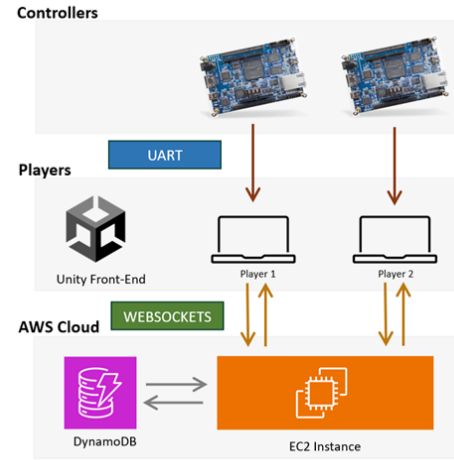 Controllers
UART
Players
Unity Front-End
Player 1
Player 2
WEBSOCKETS
AWS Cloud
DynamoDB
EC2 Instance